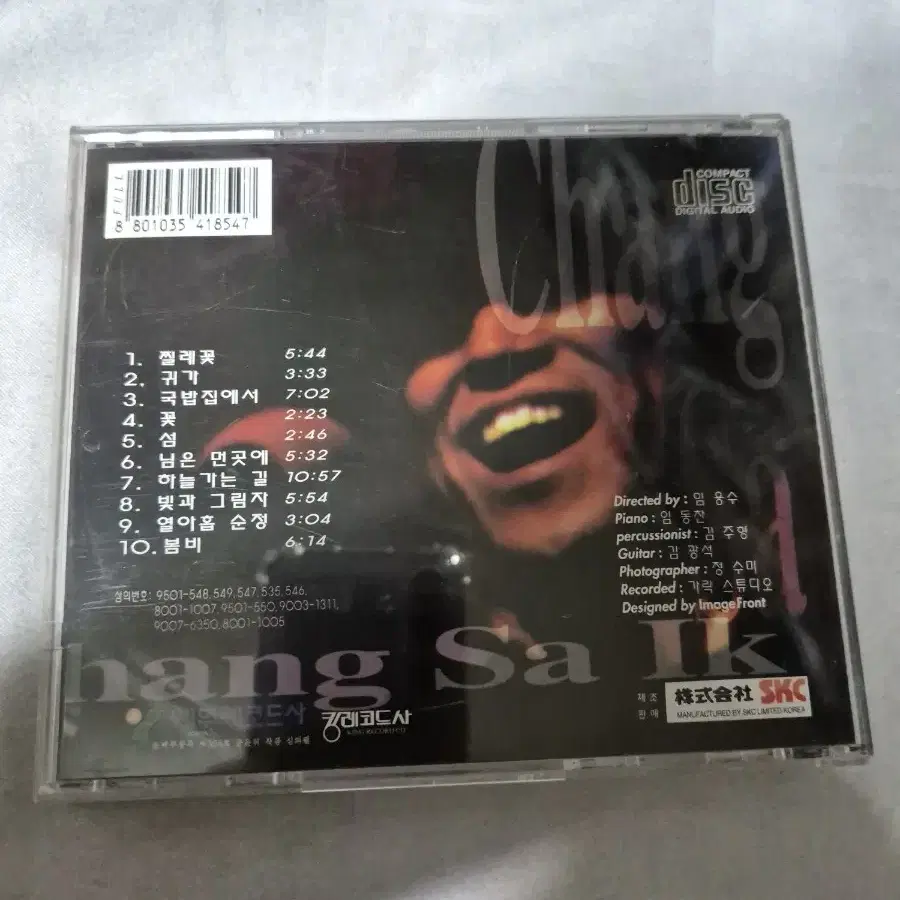 FULL
8 801035 418547
COMPACT
disc
DIGITAL AUDIO
Chang
1. 찔레꽃 5:44
2. 귀가 3:33
3. 국밥집에서 7:02
4. 꽃 2:23
5. 섬 2:46
6. 님은 먼곳에 5:32
7. 하늘가는 길 10:57
8. 빛과 그림자 5:54
9. 열아홉 순정 3:04
10. 봄비 6:14
심의번호: 9501-548,549,547,535,546,
8001-1007,9501-550,9003-1311,
9007-6350,8001-1005
Directed by : 임 용수
Piano : 임 동찬
percussionist : 김 주형
Guitar : 김 광석
Photographer : 정 수미
Recorded : 가락 스튜디오
Designed by ImageFront
hang Sa Ik
킹레코드사
KING RECORD CO
제조
판매
株式会社 SKC
MANUFACTURED BY SKC LIMITED KOREA